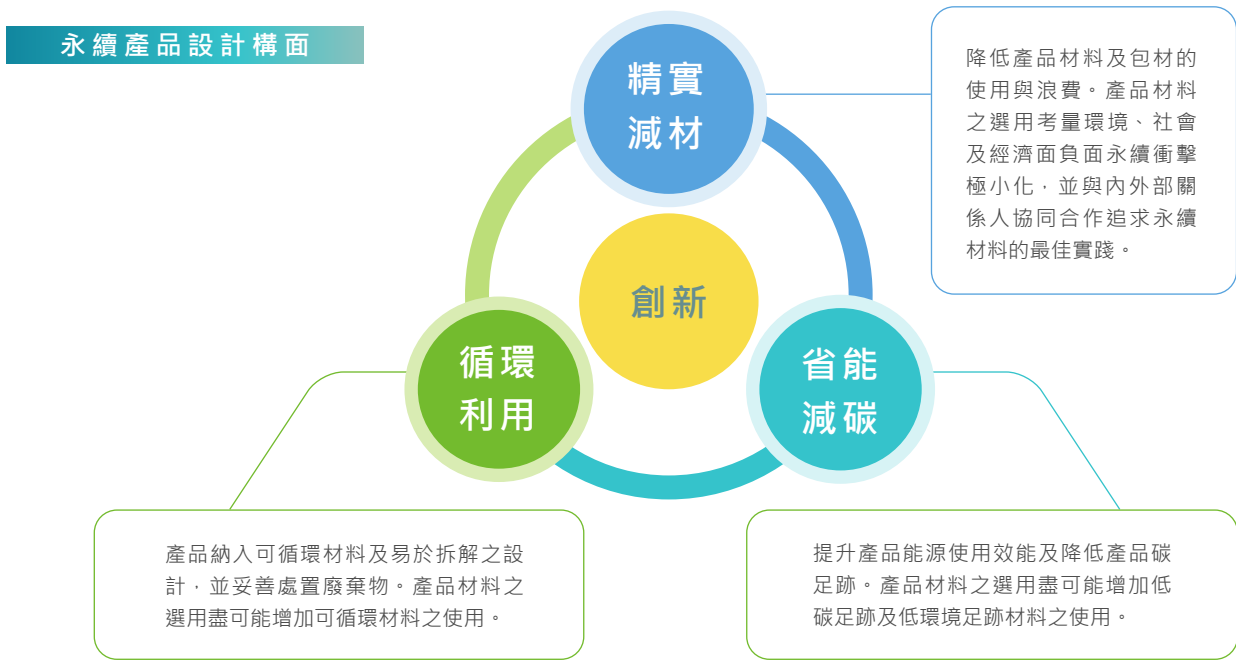 永續產品設計構面
精實
減材
降低產品材料及包材的
使用與浪費。產品材料
之選用考量環境、社會
及經濟面負面永續衝擊
極小化，並與內外部關
係人協同合作追求永續
材料的最佳實踐。
創新
循環
利用
省能
減碳
產品納入可循環材料及易於拆解之設
計，並妥善處置廢棄物。產品材料之
選用盡可能增加可循環材料之使用。
提升產品能源使用效能及降低產品碳
足跡。產品材料之選用盡可能增加低
碳足跡及低環境足跡材料之使用。